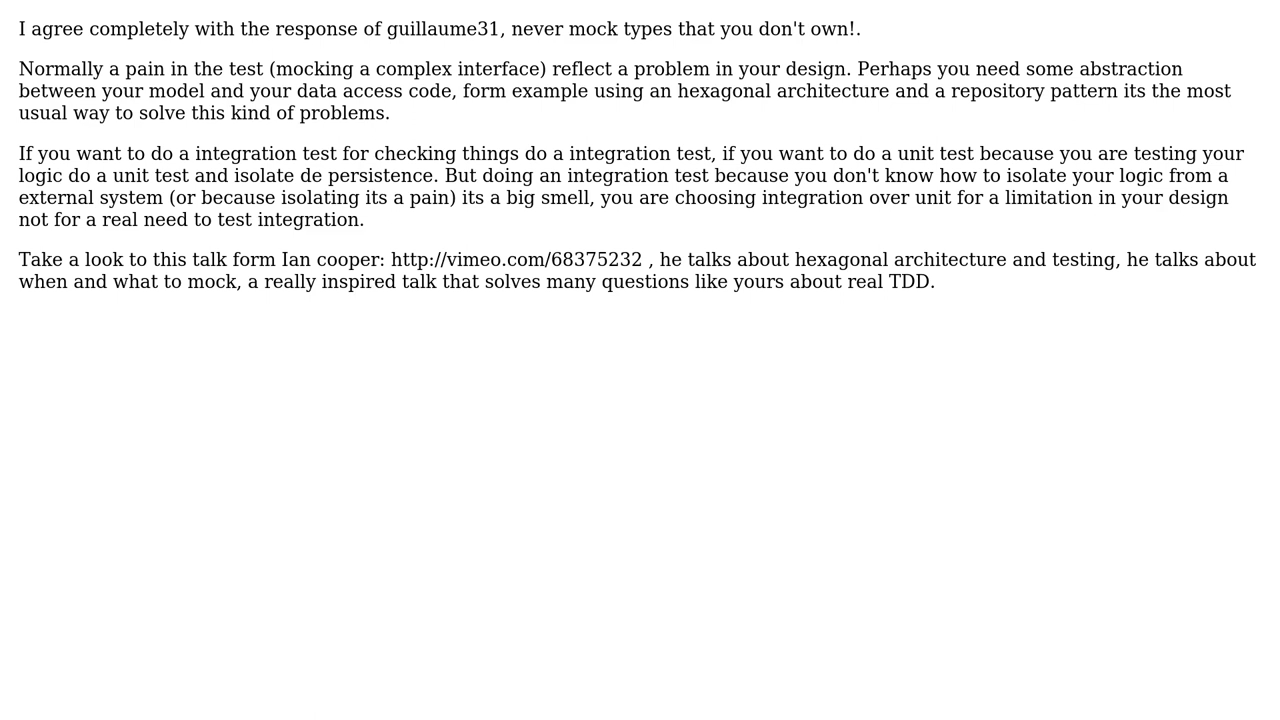 I agree completely with the response of guillaume31, never mock types that you don't own!.
Normally a pain in the test (mocking a complex interface) reflect a problem in your design. Perhaps you need some abstraction
between your model and your data access code, form example using an hexagonal architecture and a repository pattern its the most
usual way to solve this kind of problems.
If you want to do a integration test for checking things do a integration test, if you want to do a unit test because you are testing your
logic do a unit test and isolate de persistence. But doing an integration test because you don't know how to isolate your logic from a
external system (or because isolating its a pain) its a big smell, you are choosing integration over unit for a limitation in your design
not for a real need to test integration.
Take a look to this talk form Ian cooper: http://vimeo.com/68375232 , he talks about hexagonal architecture and testing, he talks about
when and what to mock, a really inspired talk that solves many questions like yours about real TDD.